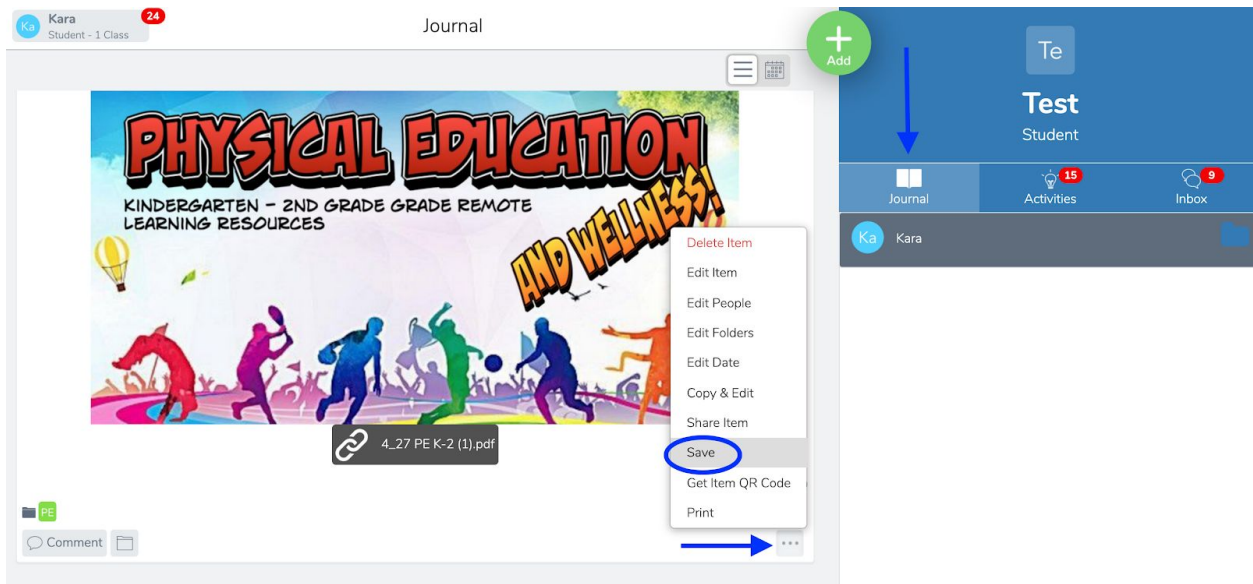 Ka
Kara
24
Student - 1 Class
Journal
Add
PHYSICAL EDUCATION
AND WELLNESS!
KINDERGARTEN - 2ND GRADE GRADE REMOTE
LEARNING RESOURCES
4_27 PE K-2 (1).pdf
PE
Comment
Delete Item
Edit Item
Edit People
Edit Folders
Edit Date
Copy & Edit
Share Item
Save
Get Item QR Code
Print
Te
Test
Student
Journal
15
Activities
9
Inbox
Ka
Kara